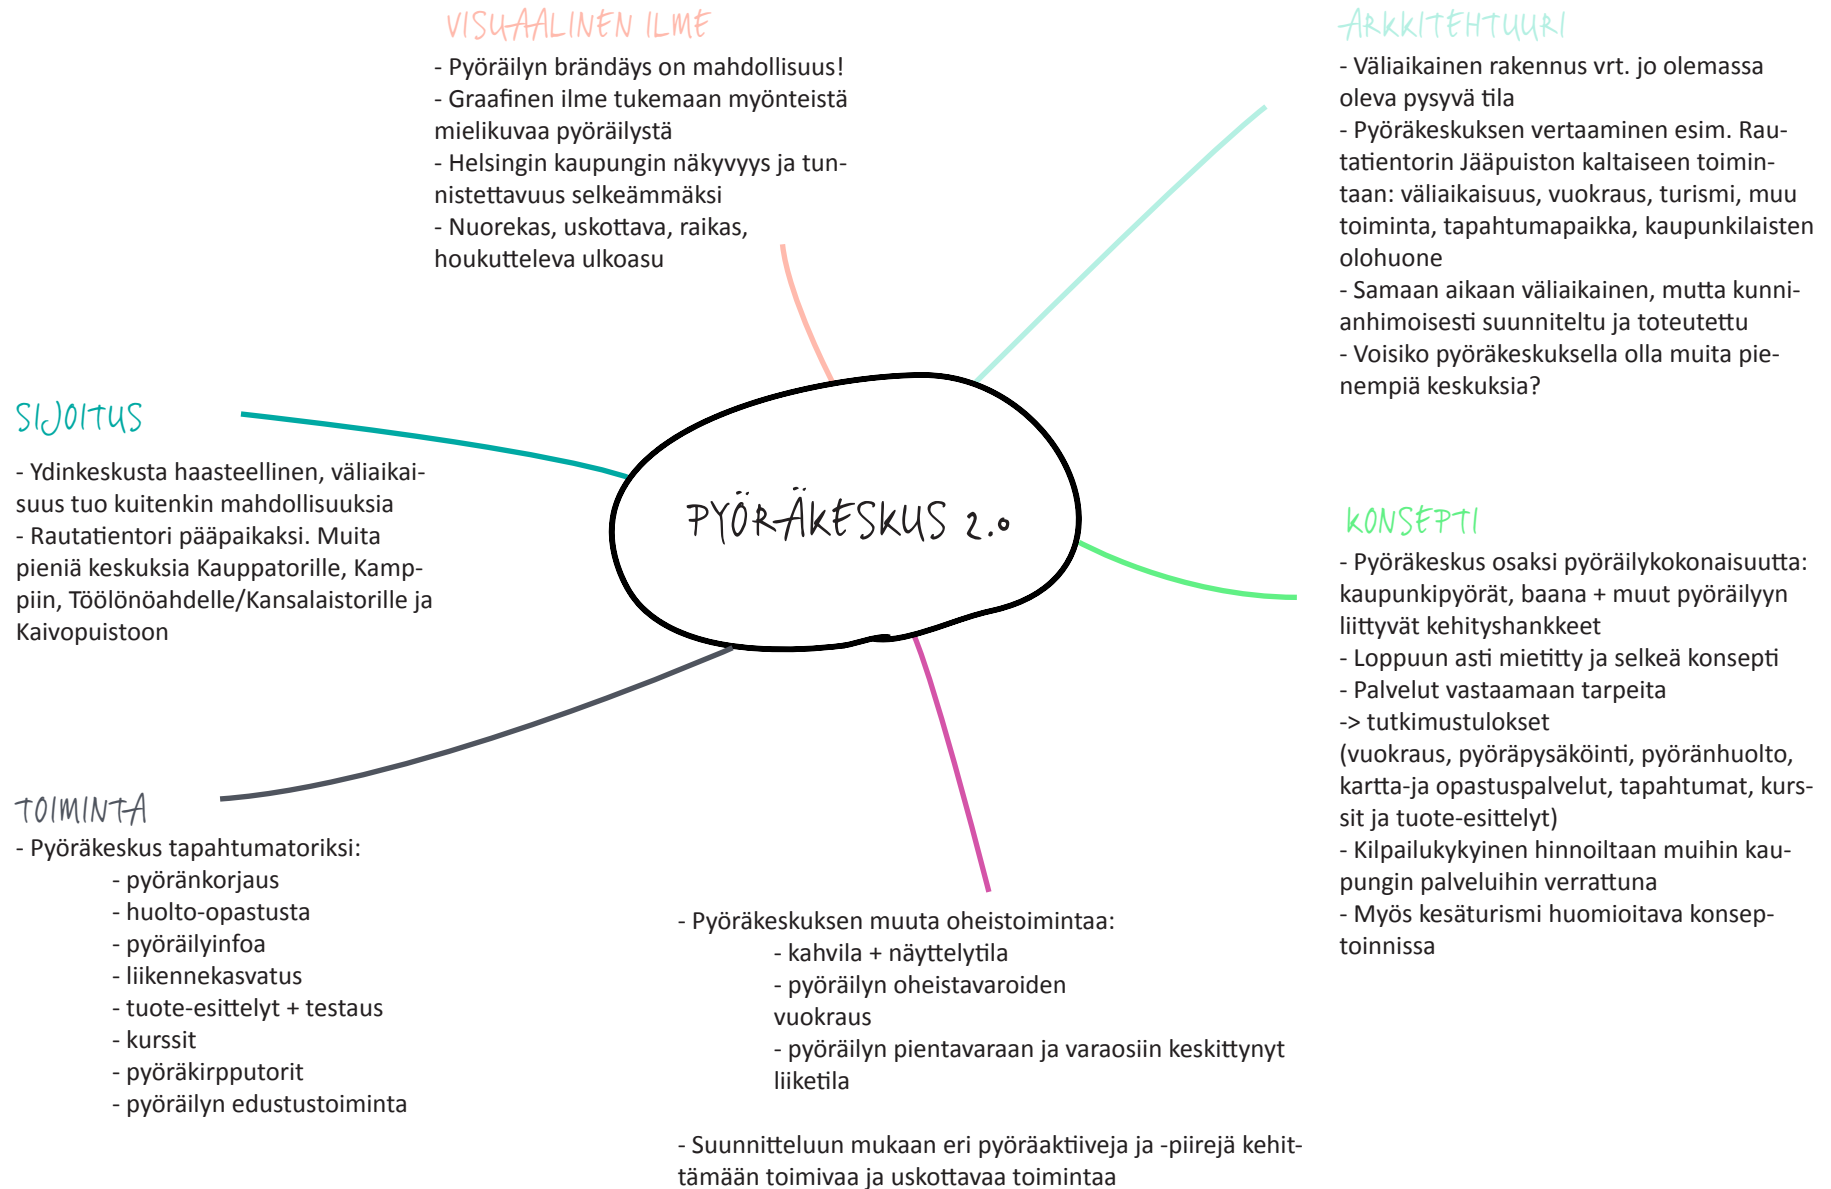 VISUAALINEN ILME
- Pyöräilyn brändäys on mahdollisuus!
- Graafinen ilme tukemaan myönteistä
mielikuvaa pyöräilystä
- Helsingin kaupungin näkyvyys ja tun-
nistettavuus selkeämmäksi
- Nuorekas, uskottava, raikas,
houkutteleva ulkoasu
ARKKITEHTUURI
- Väliaikainen rakennus vrt. jo olemassa
oleva pysyvä tila
- Pyöräkeskuksen vertaaminen esim. Rau-
tatientorin Jääpuiston kaltaiseen toimin-
taan: väliaikaisuus, vuokraus, turismi, muu
toiminta, tapahtumapaikka, kaupunkilaisten
olohuone
- Samaan aikaan väliaikainen, mutta kunni-
anhimoisesti suunniteltu ja toteutettu
- Voisiko pyöräkeskuksella olla muita pie-
nempiä keskuksia?
SIJOITUS
- Ydinkeskusta haasteellinen, väliaikai-
suus tuo kuitenkin mahdollisuuksia
- Rautatientori pääpaikaksi. Muita
pieniä keskuksia Kauppatorille, Kamp-
piin, Töölönöahdelle/Kansalaistorille ja
Kaivopuistoon
PYÖRÄKESKUS 2.0
KONSEPTI
- Pyöräkeskus osaksi pyöräilykokonaisuutta:
kaupunkipyörät, baana + muut pyöräilyyn
liittyvät kehityshankkeet
- Loppuun asti mietitty ja selkeä konsepti
- Palvelut vastaamaan tarpeita
-> tutkimustulokset
(vuokraus, pyöräpysäköinti, pyöränhuolto,
kartta-ja opastuspalvelut, tapahtumat, kurs-
sit ja tuote-esittelyt)
- Kilpailukykyinen hinnoiltaan muihin kau-
pungin palveluihin verrattuna
- Myös kesäturismi huomioitava konsep-
toinnissa
TOIMINTA
- Pyöräkeskus tapahtumatoriksi:
- pyöränkorjaus
- huolto-opastusta
- pyöräilyinfoa
- liikennekasvatus
- tuote-esittelyt + testaus
- kurssit
- pyöräkirpputorit
- pyöräilyn edustustoiminta
- Pyöräkeskuksen muuta oheistoimintaa:
- kahvila + näyttelytila
- pyöräilyn oheistavaroiden
vuokraus
- pyöräilyn pientavaraan ja varaosiin keskittynyt
liiketila
- Suunnitteluun mukaan eri pyöräaktiiveja ja -piirejä kehit-
tämään toimivaa ja uskottavaa toimintaa